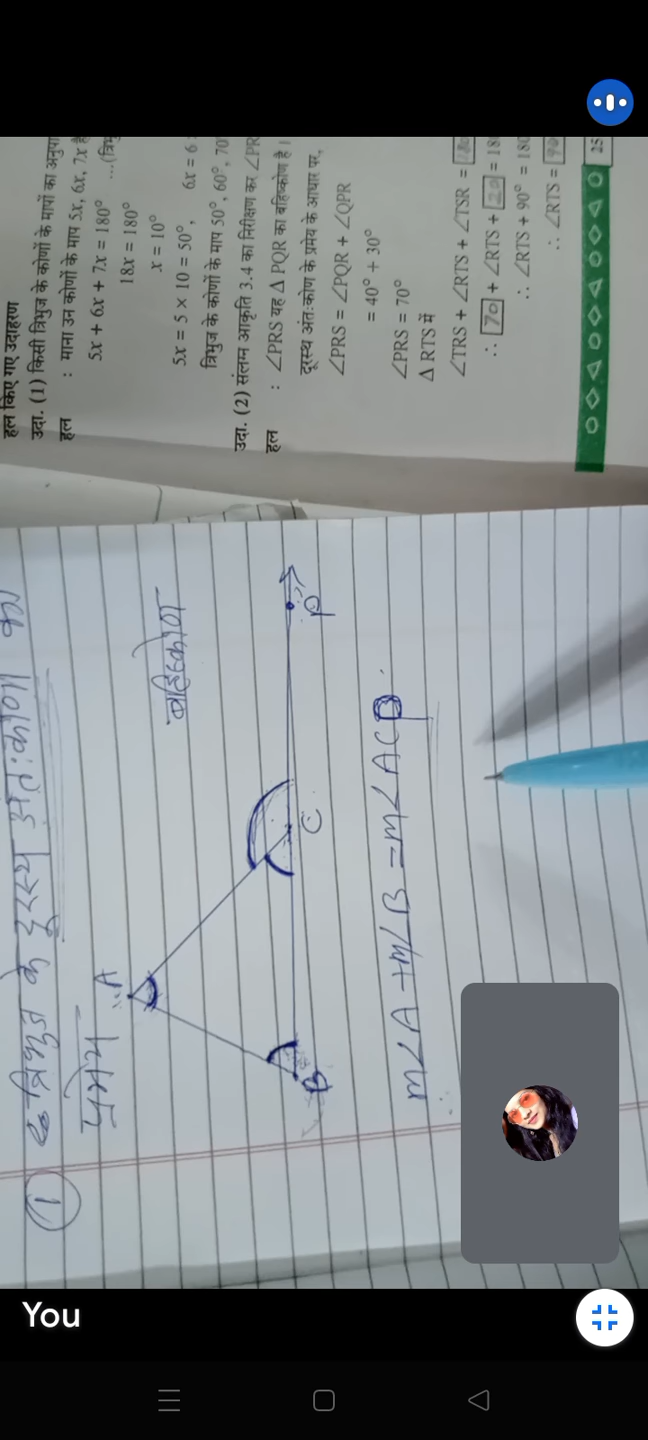 हल किए गए उदाहरण
उदा. (1) किसी त्रिभुज के कोणों के मापों का
हल : माना उन कोणों के माप 5x, 6x, 7x
5x + 6x + 7x = 180°
18x = 180°
x = 10°
5x = 5 × 10 = 50°, 6x = 6
त्रिभुज के कोणों के माप 50°, 60°, 70
उदा. (2) संलग्न आकृति 3.4 का निरीक्षण कर ∠PR
हल : ∠PRS यह Δ PQR का बहिष्कोण है ।
दूरस्थ अंतःकोण के प्रमेय के आधार पर,
∠PRS = ∠PQR + ∠QPR
= 40° + 30°
∠PRS = 70°
Δ RTS में
∠TRS + ∠RTS + ∠TSR =
∴ 70 + ∠RTS + 20 = 18
∴ ∠RTS + 90° = 180
∴ ∠RTS =
25
1 त्रिभुज के दूरस्थ अंतःकोण का
प्रमेय
A
बहिष्कोण
B
C
P
m∠A + m∠B = m∠ACD
You